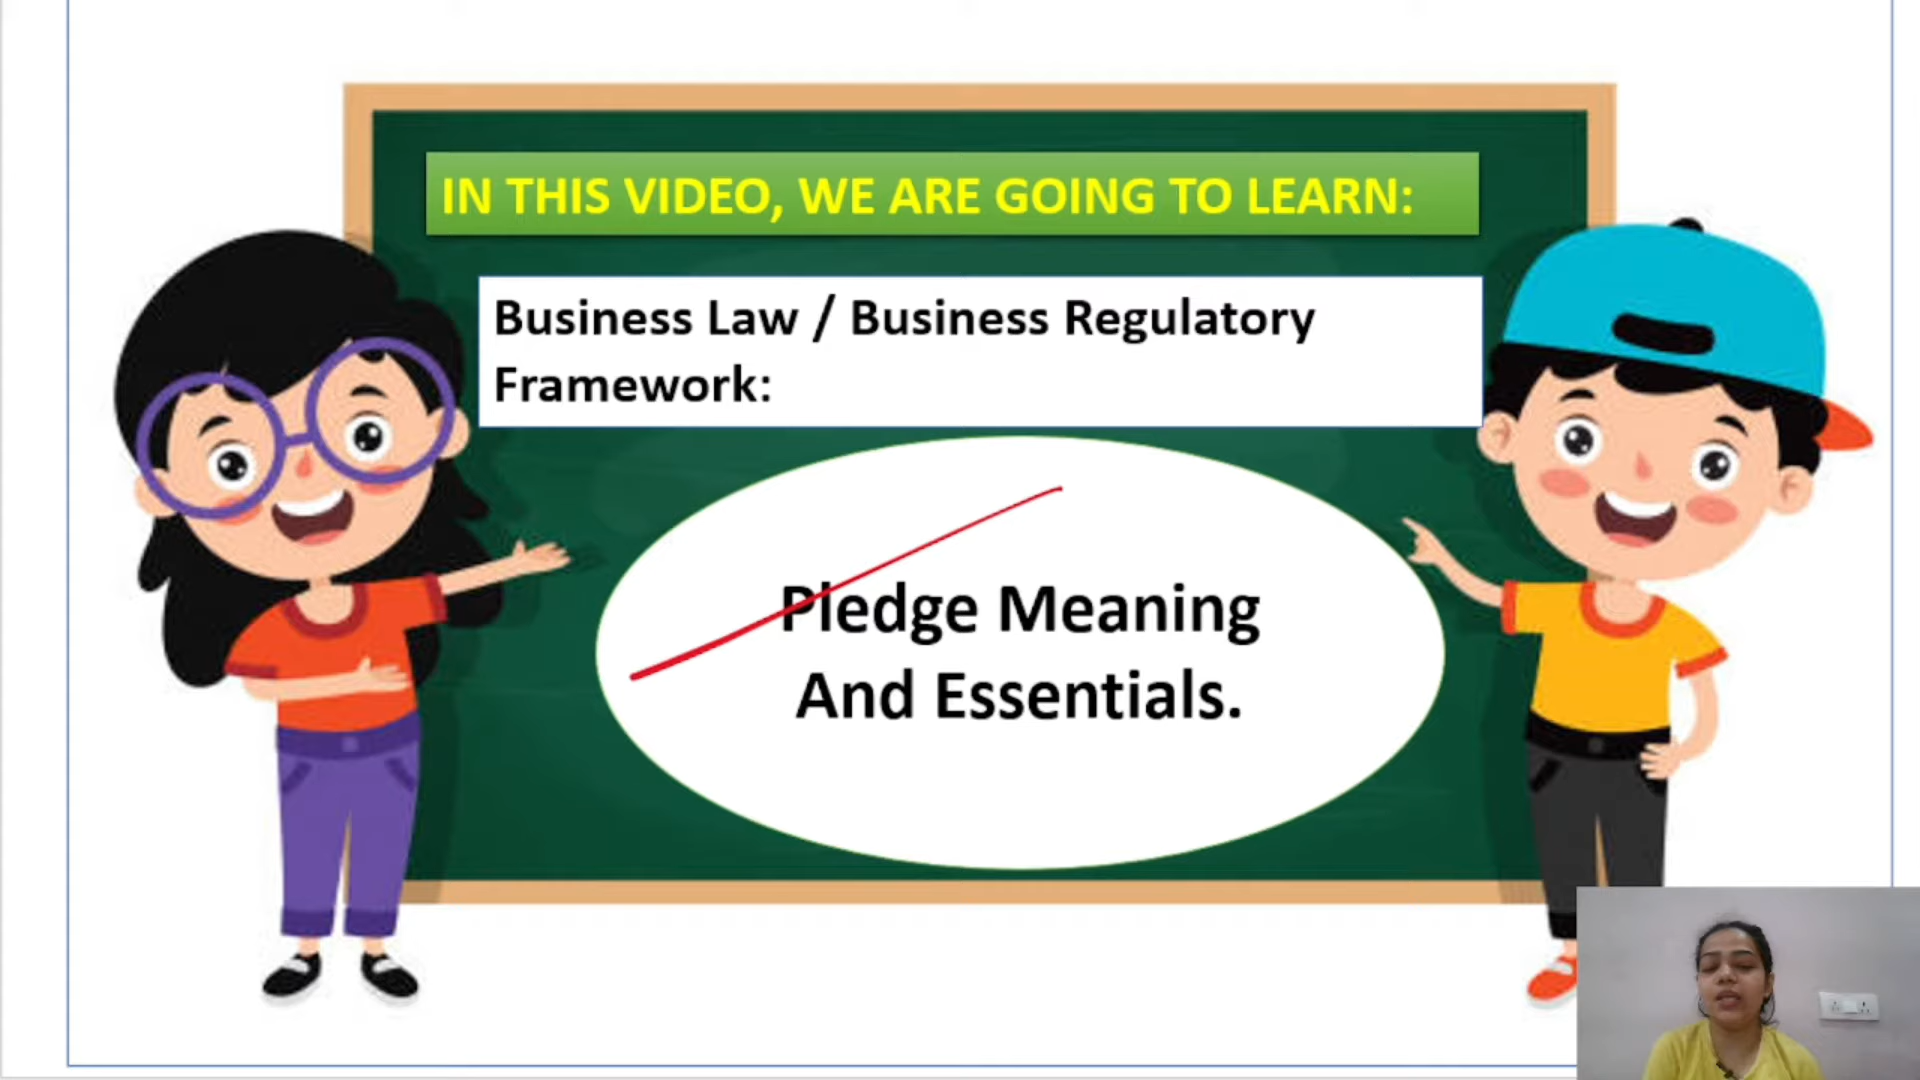 IN THIS VIDEO, WE ARE GOING TO LEARN:
Business Law / Business Regulatory
Framework:
Pledge Meaning
And Essentials.